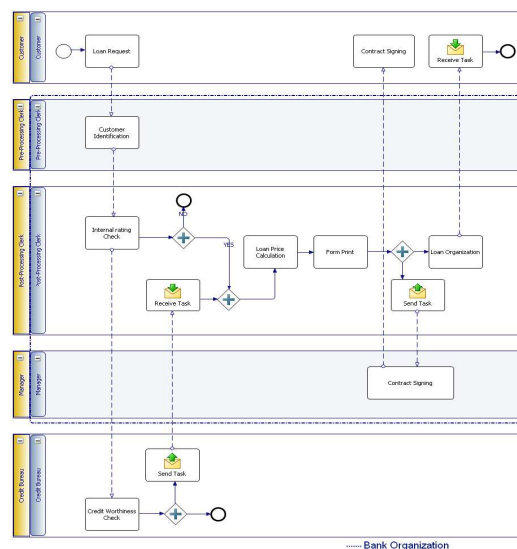 Customer
Customer
Loan Request
Contract Signing
Receive Task
Pre-Processing Clerk
Pre-Processing Clerk
Customer
Identification
Post-Processing Clerk
Post-Processing Clerk
Internal rating
Check
NO
YES
Receive Task
Loan Price
Calculation
Form Print
Loan Organization
Send Task
Manager
Manager
Contract Signing
Credit Bureau
Credit Bureau
Send Task
Credit Worthiness
Check
Bank Organization